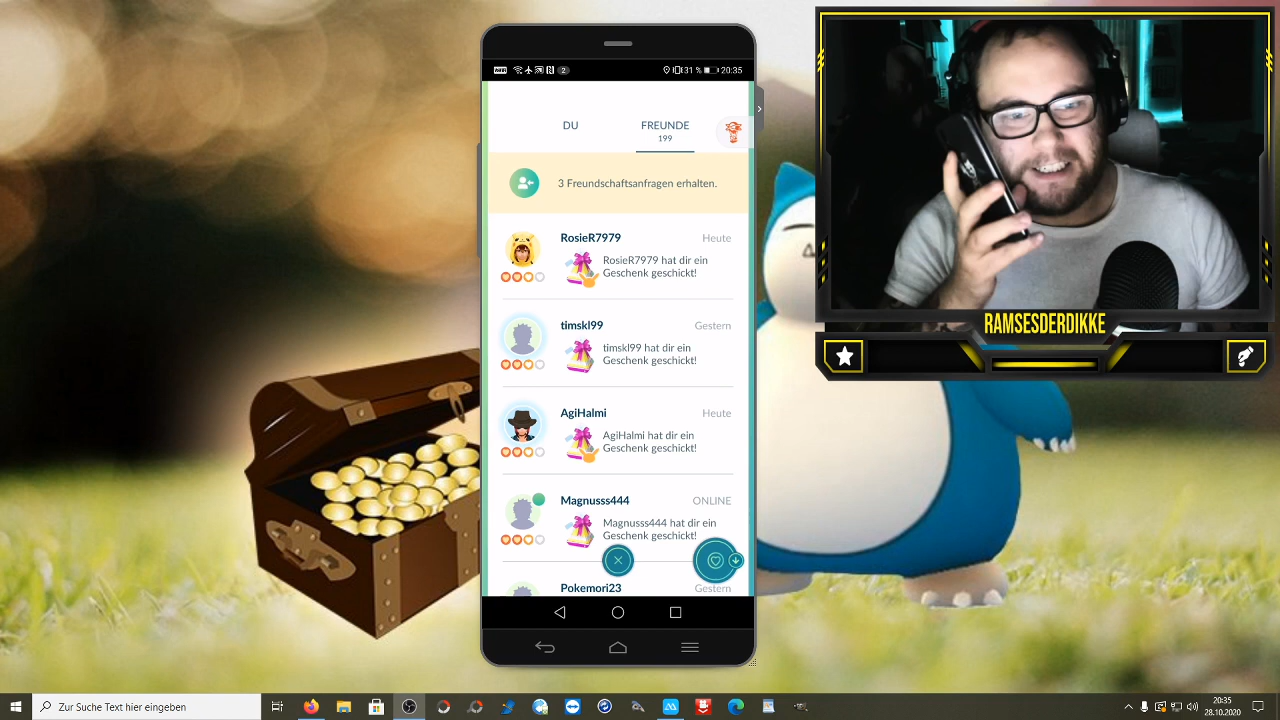 2
31 %
20:35
DU
FREUNDE
199
3 Freundschaftsanfragen erhalten.
RosieR7979
Heute
RosieR7979 hat dir ein
Geschenk geschickt!
timskl99
Gestern
timskl99 hat dir ein
Geschenk geschickt!
AgiHalmi
Heute
AgiHalmi hat dir ein
Geschenk geschickt!
Magnusss444
ONLINE
Magnusss444 hat dir ein
Geschenk geschickt!
Pokemori23
Gestern
RAMSESDERDIKKE
Zur Suche Text hier eingeben
20:35
28.10.2020